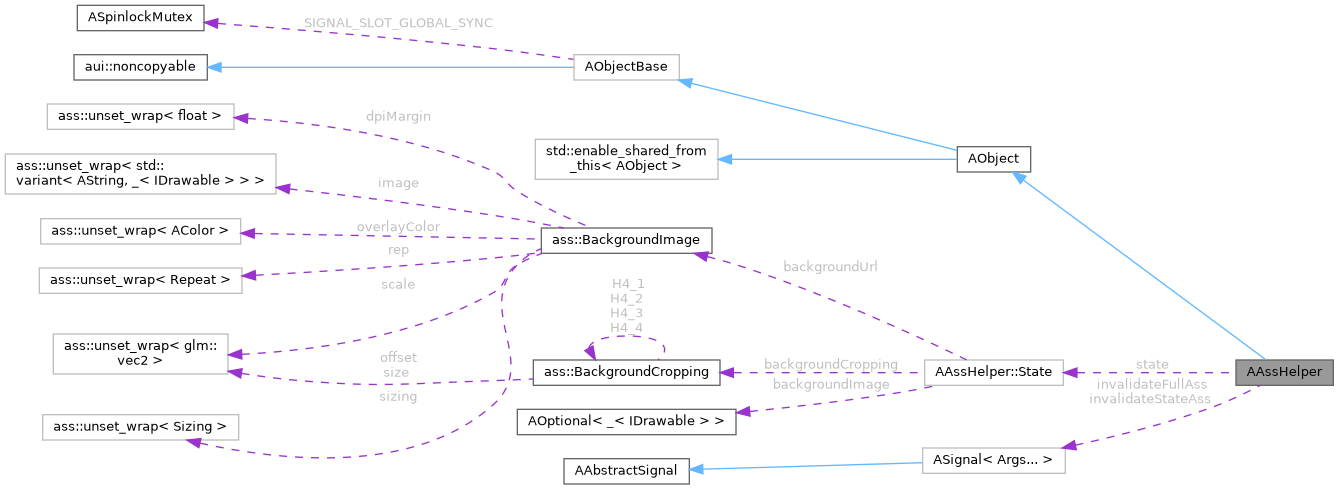 ASpinlockMutex
SIGNAL_SLOT_GLOBAL_SYNC
aui::noncopyable
AObjectBase
ass::unset_wrap< float >
dpiMargin
std::enable_shared_from
_this< AObject >
AObject
ass::unset_wrap< std::
variant< AString, _< IDrawable > > >
image
ass::unset_wrap< AColor >
overlayColor
ass::BackgroundImage
rep
ass::unset_wrap< Repeat >
scale
backgroundUrl
H4_1
H4_2
H4_3
H4_4
ass::unset_wrap< glm::
vec2 >
offset
size
sizing
ass::BackgroundCropping
backgroundCropping
backgroundImage
AAssHelper::State
state
AAssHelper
invalidateFullAss
invalidateStateAss
AOptional< _< IDrawable > >
ass::unset_wrap< Sizing >
AAbstractSignal
ASignal< Args... >